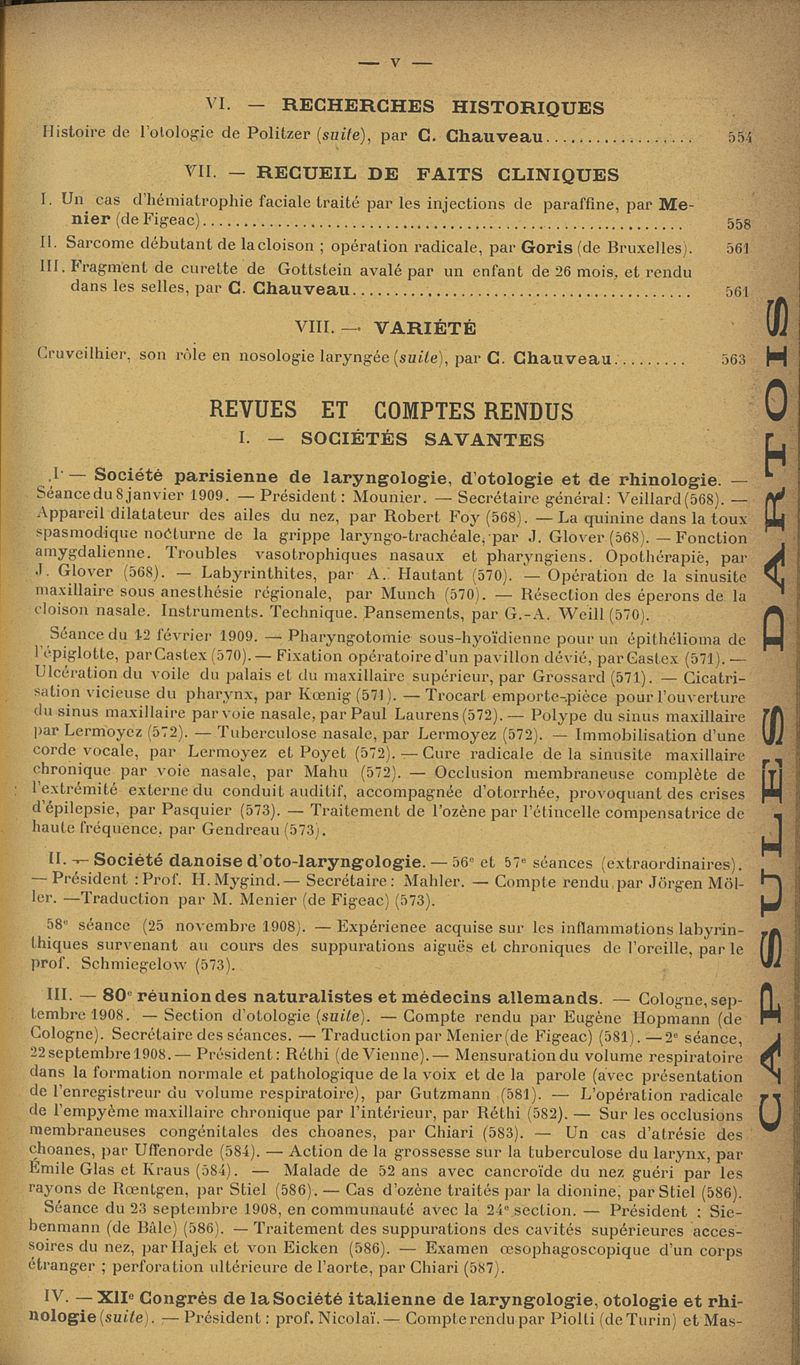 — V —
VI. — RECHERCHES HISTORIQUES
Histoire de l'otologie de Politzer (suite), par C. Chauveau.................. 554
VII. — RECUEIL DE FAITS CLINIQUES
I. Un cas d'hémiatrophie faciale traité par les injections de paraffine, par Me-
nier (de Figeac)............................................................ 558
II. Sarcome débutant de la cloison ; opération radicale, par Goris (de Bruxelles). 561
III. Fragment de curette de Gottstein avalé par un enfant de 26 mois, et rendu
dans les selles, par C. Chauveau.......................................... 561
VIII. — VARIÉTÉ
Cruveilhier, son rôle en nosologie laryngée (suite), par C. Chauveau.......... 563
REVUES ET COMPTES RENDUS
I. — SOCIÉTÉS SAVANTES
I. — Société parisienne de laryngologie, d'otologie et de rhinologie. —
Séance du 8 janvier 1909. — Président : Mounier. — Secrétaire général : Veillard (568). —
Appareil dilatateur des ailes du nez, par Robert Foy (568). — La quinine dans la toux
spasmodique nocturne de la grippe laryngo-trachéale, par J. Glover (568). — Fonction
amygdalienne. Troubles vasotrophiques nasaux et pharyngiens. Opothérapie, par
J. Glover (568). — Labyrinthites, par A. Hautant (570). — Opération de la sinusite
maxillaire sous anesthésie régionale, par Munch (570). — Résection des éperons de la
cloison nasale. Instruments. Technique. Pansements, par G.-A. Weill (570).
Séance du 12 février 1909. — Pharyngotomie sous-hyoïdienne pour un épithélioma de
l'épiglotte, par Castex (570). — Fixation opératoire d'un pavillon dévié, par Castex (571). —
Ulcération du voile du palais et du maxillaire supérieur, par Grossard (571). — Cicatri-
sation vicieuse du pharynx, par Kœnig (571). — Trocart emporte-pièce pour l'ouverture
du sinus maxillaire par voie nasale, par Paul Laurens (572). — Polype du sinus maxillaire
par Lermoyez (572). — Tuberculose nasale, par Lermoyez (572). — Immobilisation d'une
corde vocale, par Lermoyez et Poyet (572). — Cure radicale de la sinusite maxillaire
chronique par voie nasale, par Mahu (572). — Occlusion membraneuse complète de
l'extrémité externe du conduit auditif, accompagnée d'otorrhée, provoquant des crises
d'épilepsie, par Pasquier (573). — Traitement de l'ozène par l'étincelle compensatrice de
haute fréquence, par Gendreau (573).
II. — Société danoise d'oto-laryngologie. — 56e et 57e séances (extraordinaires).
— Président : Prof. H. Mygind. — Secrétaire : Mahler. — Compte rendu par Jörgen Möl-
ler. — Traduction par M. Menier (de Figeac) (573).
58e séance (25 novembre 1908). — Expérience acquise sur les inflammations labyrin-
thiques survenant au cours des suppurations aiguës et chroniques de l'oreille, par le
prof. Schmiegelow (573).
III. — 80e réunion des naturalistes et médecins allemands. — Cologne, sep-
tembre 1908. — Section d'otologie (suite). — Compte rendu par Eugène Hopmann (de
Cologne). Secrétaire des séances. — Traduction par Menier (de Figeac) (581). — 2e séance,
22 septembre 1908. — Président : Réthi (de Vienne). — Mensuration du volume respiratoire
dans la formation normale et pathologique de la voix et de la parole (avec présentation
de l'enregistreur du volume respiratoire), par Gutzmann (581). — L'opération radicale
de l'empyème maxillaire chronique par l'intérieur, par Réthi (582). — Sur les occlusions
membraneuses congénitales des choanes, par Chiari (583). — Un cas d'atrésie des
choanes, par Uffenorde (584). — Action de la grossesse sur la tuberculose du larynx, par
Émile Glas et Kraus (584). — Malade de 52 ans avec cancroïde du nez guéri par les
rayons de Rœntgen, par Stiel (586). — Cas d'ozène traités par la dionine, par Stiel (586).
Séance du 23 septembre 1908, en communauté avec la 24e section. — Président : Sie-
benmann (de Bâle) (586). — Traitement des suppurations des cavités supérieures acces-
soires du nez, par Hajek et von Eicken (586). — Examen œsophagoscopique d'un corps
étranger ; perforation ultérieure de l'aorte, par Chiari (587).
IV. — XIIe Congrès de la Société italienne de laryngologie, otologie et rhi-
nologie (suite). — Président : prof. Nicolaï. — Compte rendu par Piolti (de Turin) et Mas-
CAPSULES DARTOIS